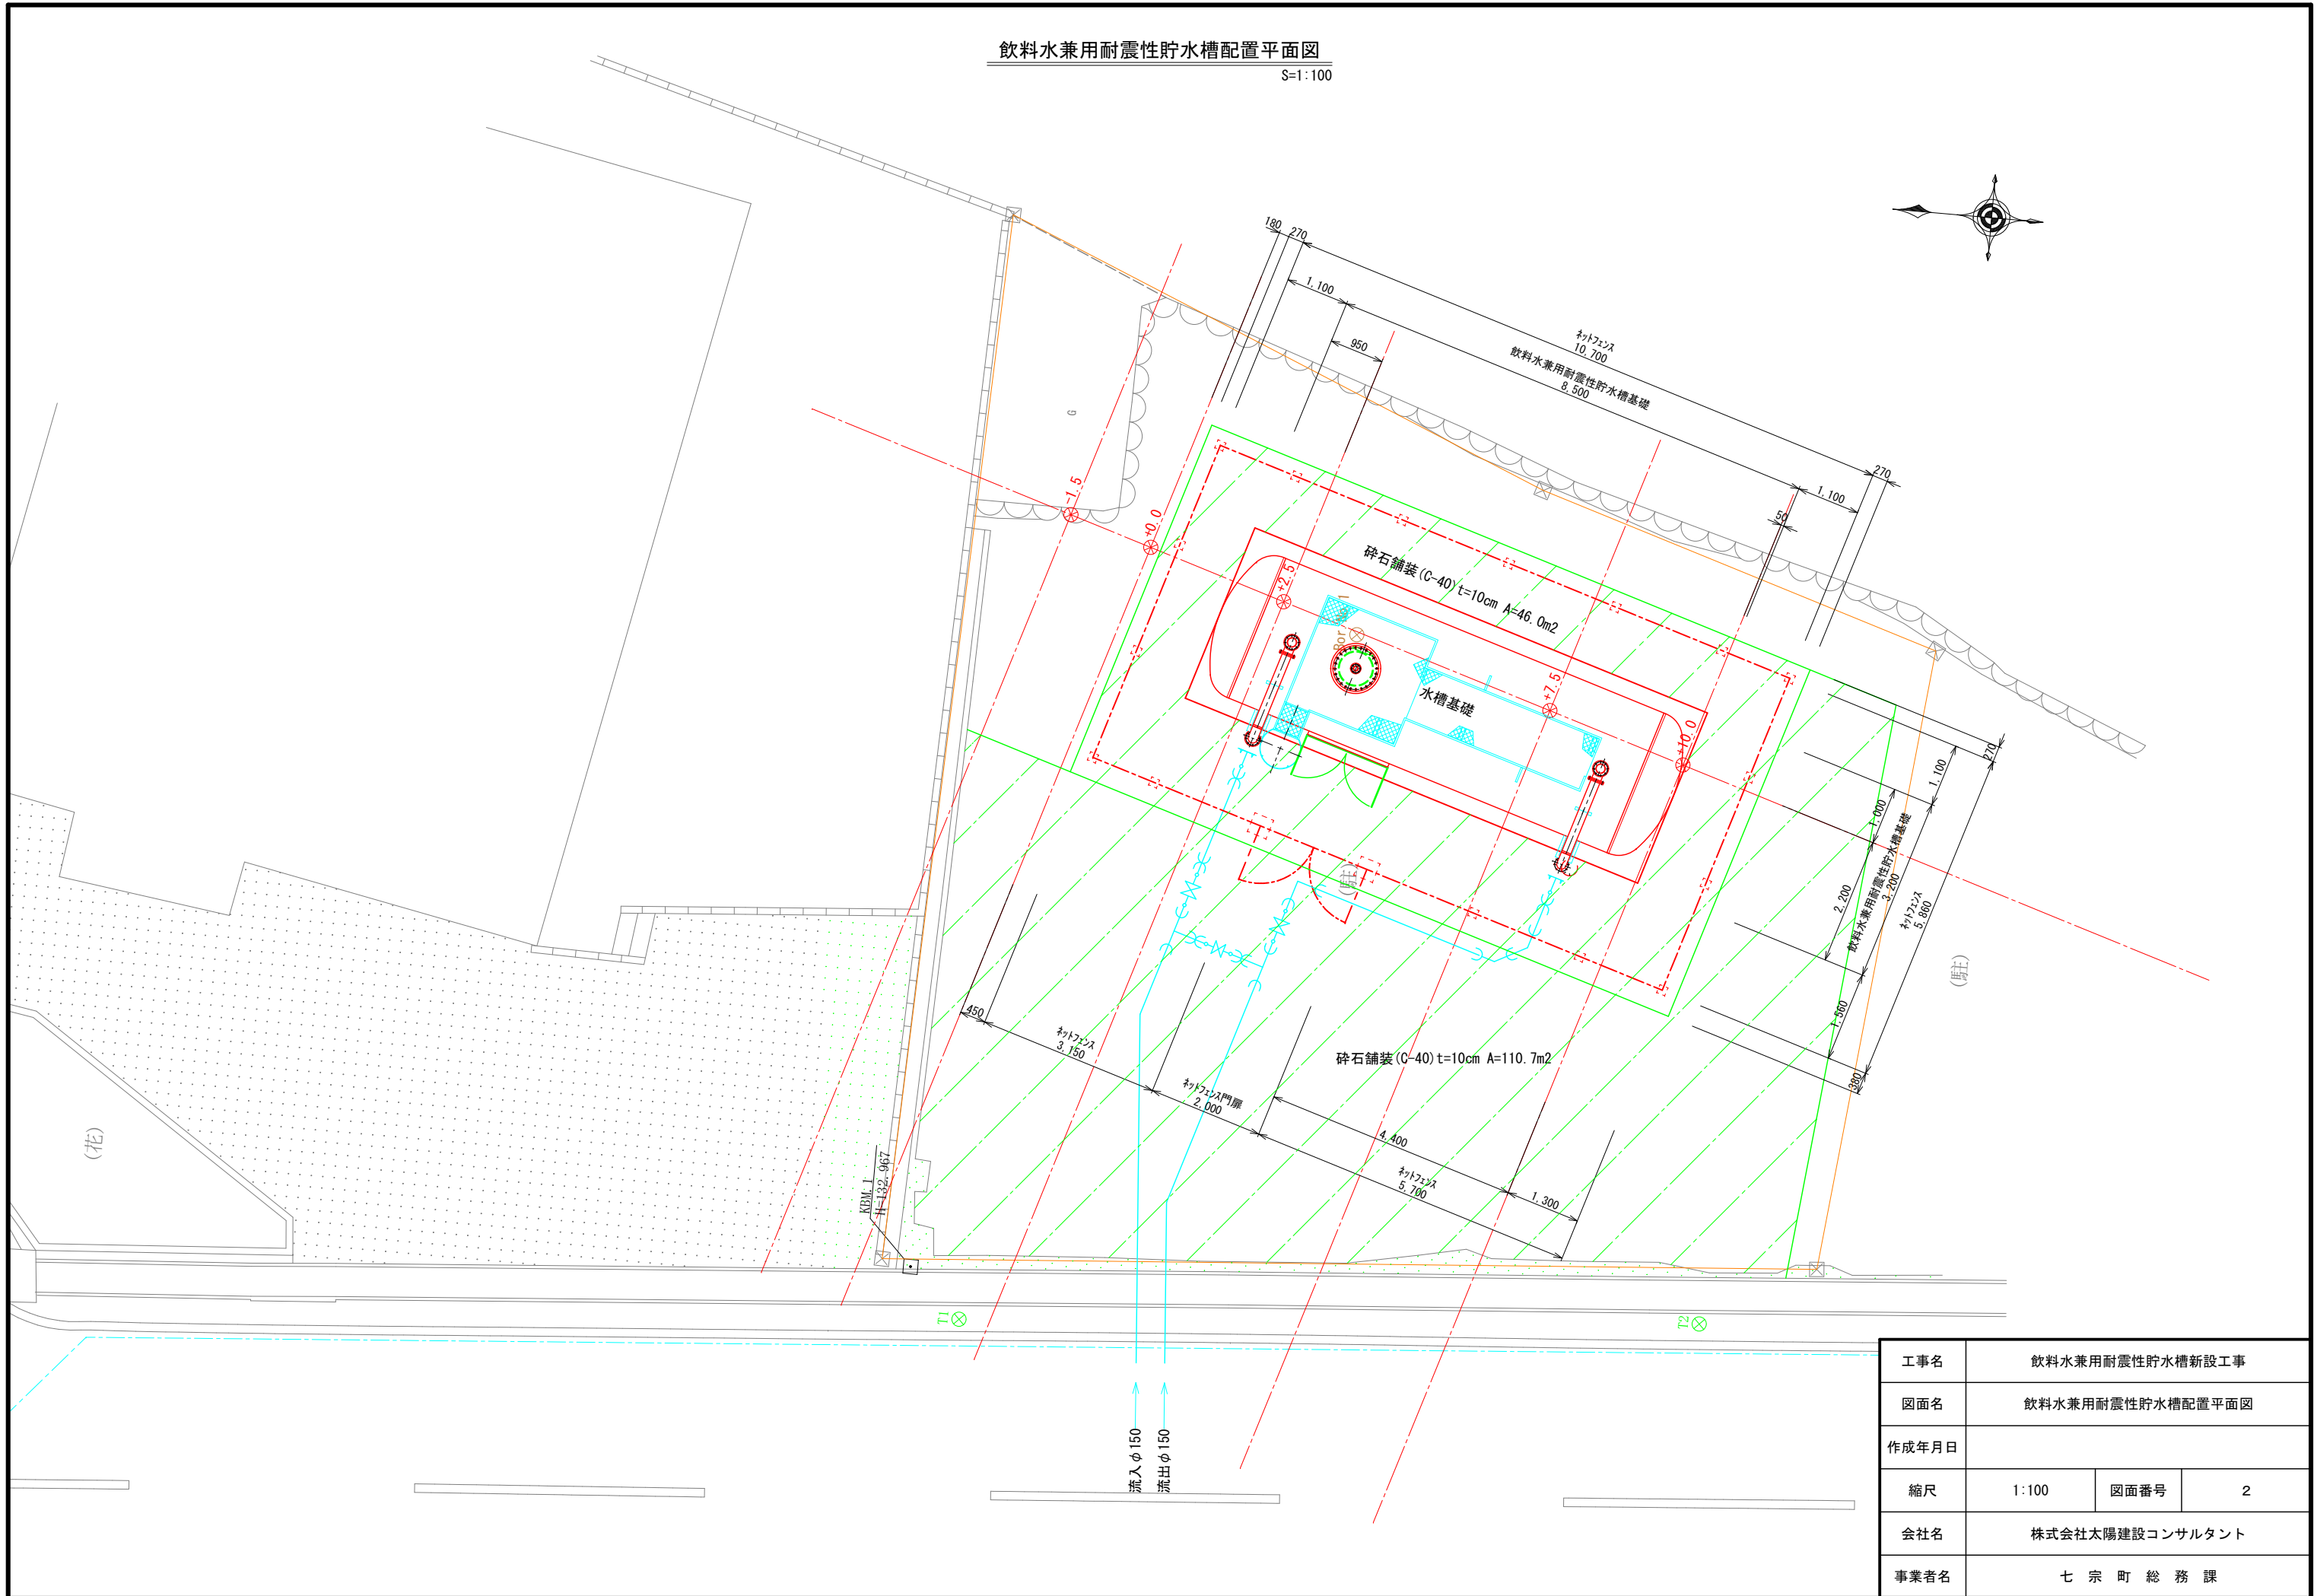 飲料水兼用耐震性貯水槽配置平面図
S=1:100
180
270
1,100
950
ネットフェンス
10,700
飲料水兼用耐震性貯水槽基礎
8,500
270
1,100
50
G
-1.5
+0.0
+2.5
+7.5
+10.0
砕石舗装(C-40)t=10cm A=46.0m2
Bor No.1
水槽基礎
270
1,100
1,000
飲料水兼用耐震性貯水槽基礎
3,200
2,200
ネットフェンス
5,860
1,560
380
(駐)
(駐)
450
ネットフェンス
3,150
ネットフェンス門扉
2,000
砕石舗装(C-40)t=10cm A=110.7m2
4,400
ネットフェンス
5,700
1,300
(花)
KBM.1
H=132.967
T1
T2
流入φ150
流出φ150
工事名 飲料水兼用耐震性貯水槽新設工事
図面名 飲料水兼用耐震性貯水槽配置平面図
作成年月日
縮尺 1:100 図面番号 2
会社名 株式会社太陽建設コンサルタント
事業者名 七 宗 町 総 務 課